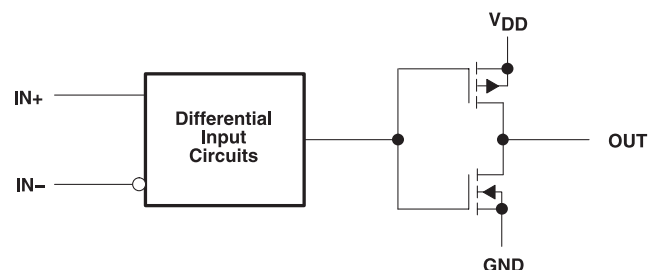 VDD
IN+
Differential
Input
Circuits
OUT
IN–
GND